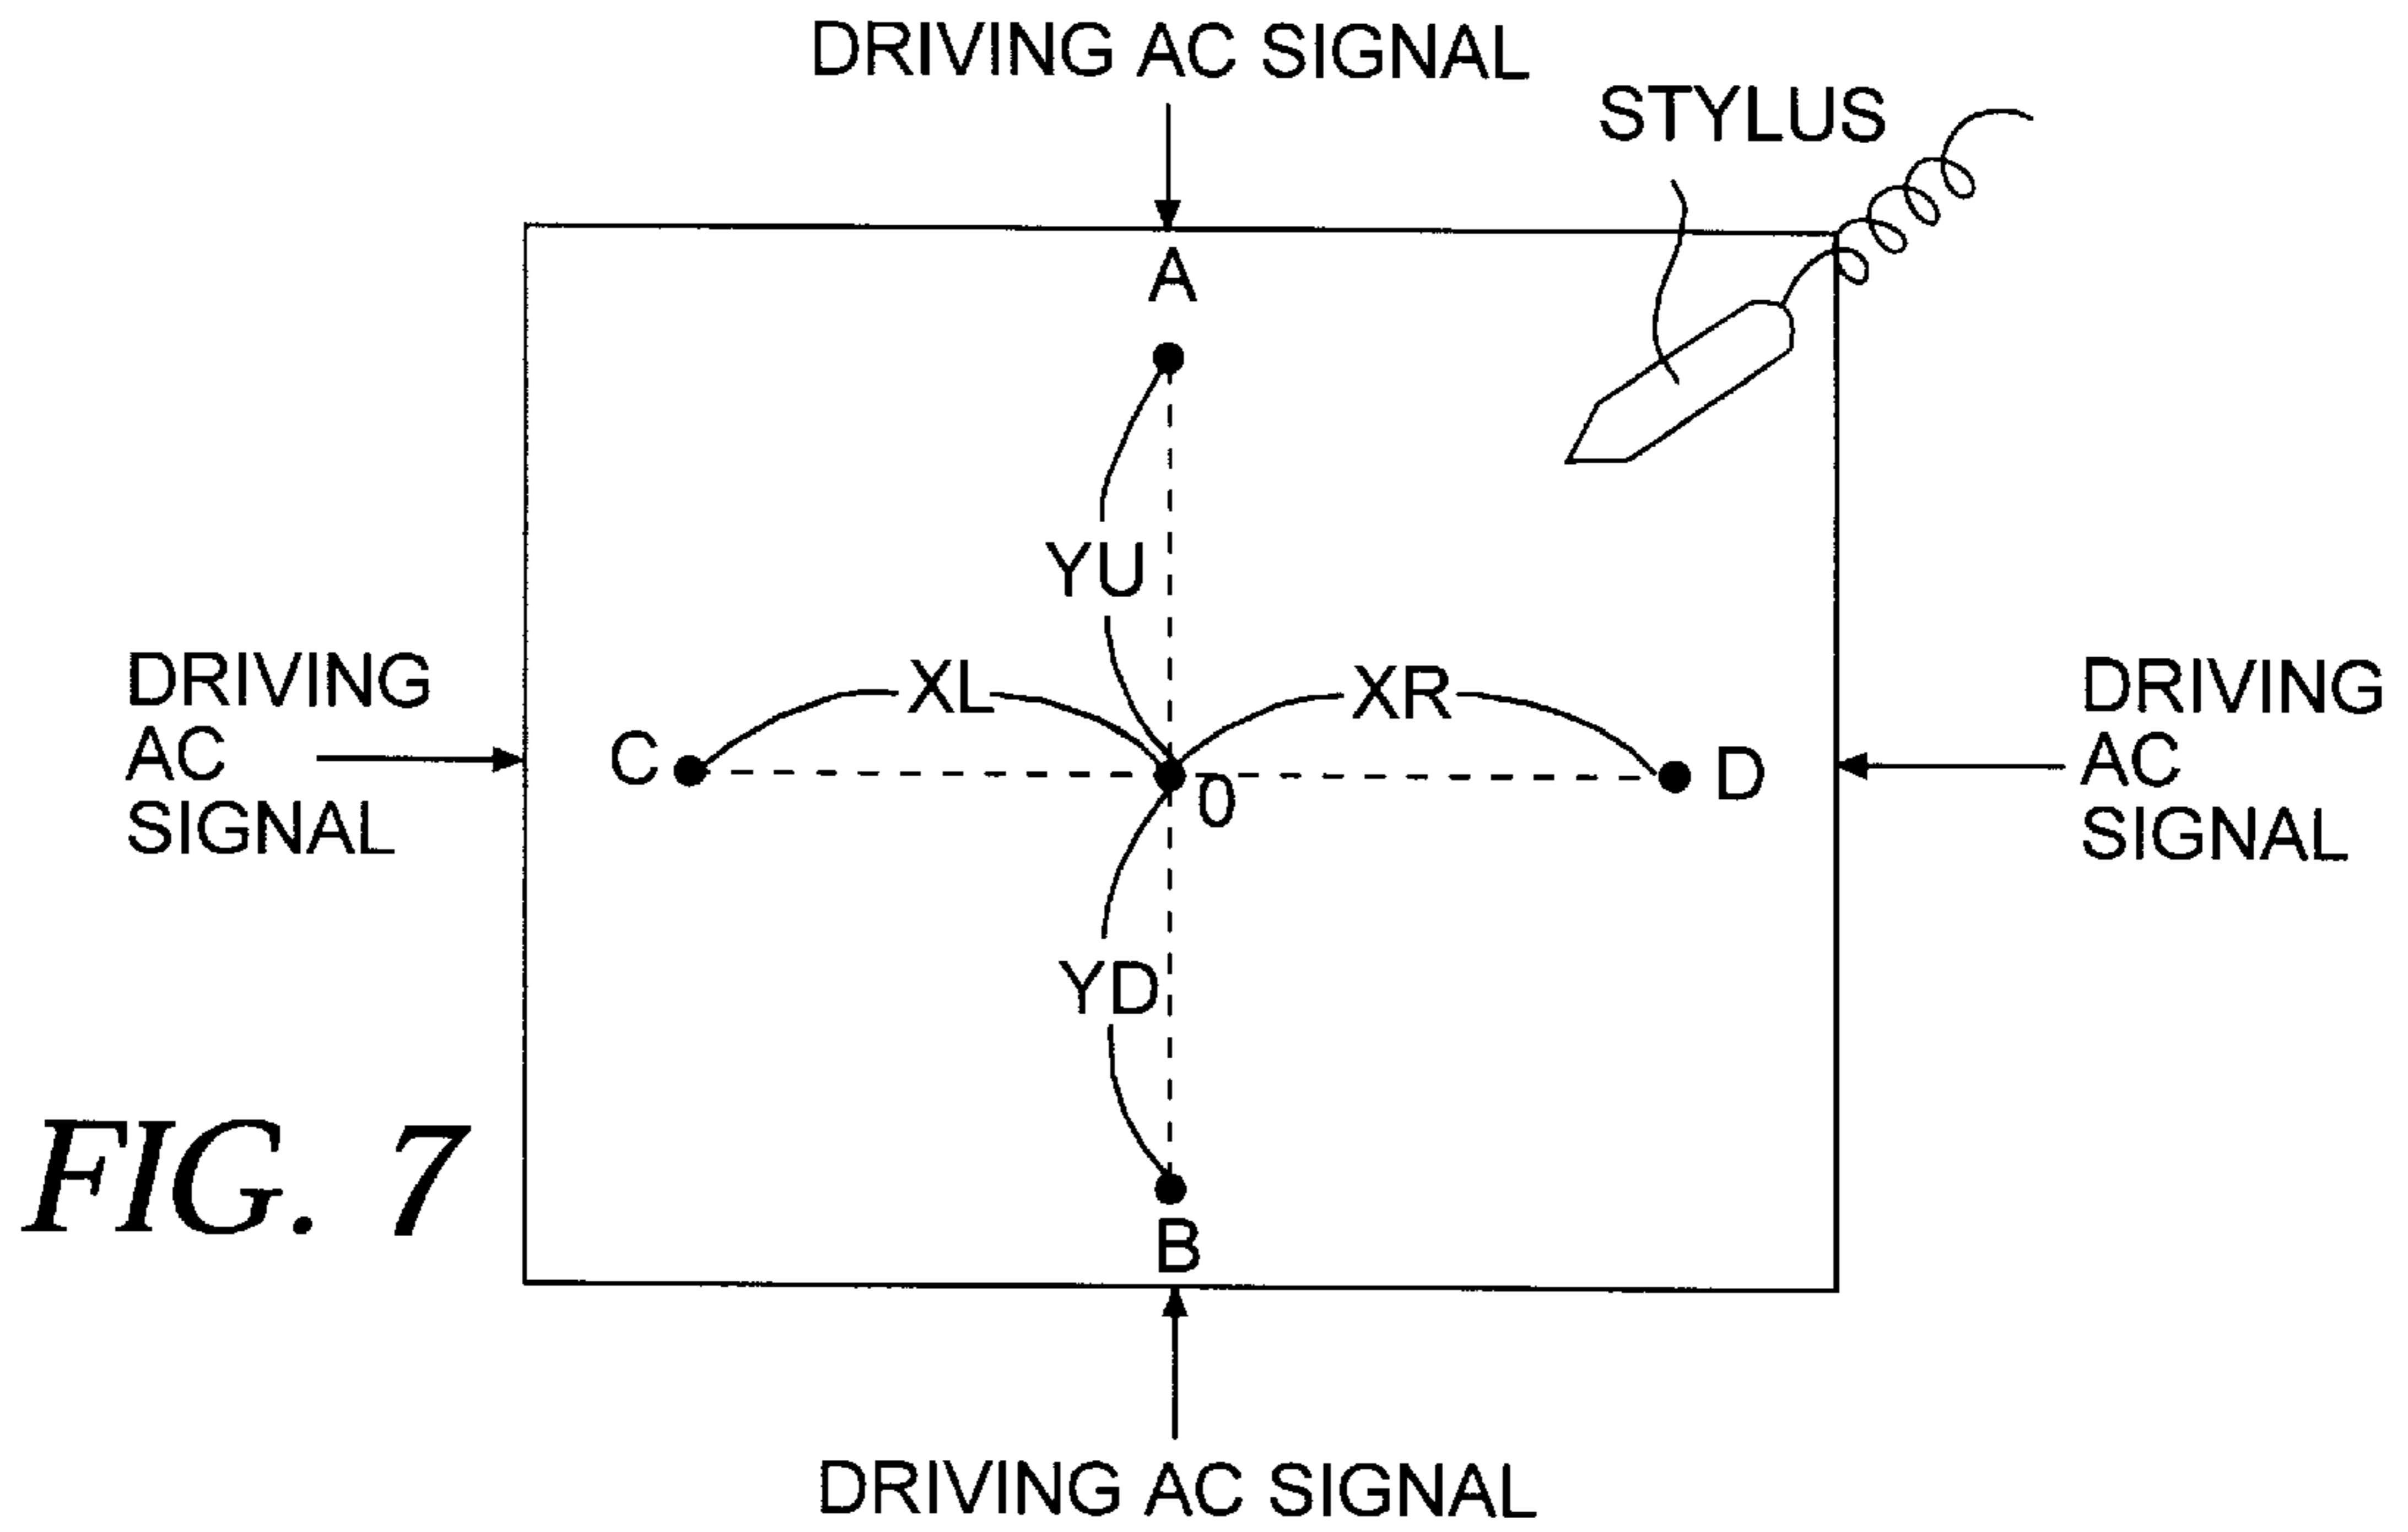 DRIVING AC SIGNAL
STYLUS
A
YU
DRIVING
AC
SIGNAL
XL
XR
C
0
D
DRIVING
AC
SIGNAL
YD
B
FIG. 7
DRIVING AC SIGNAL